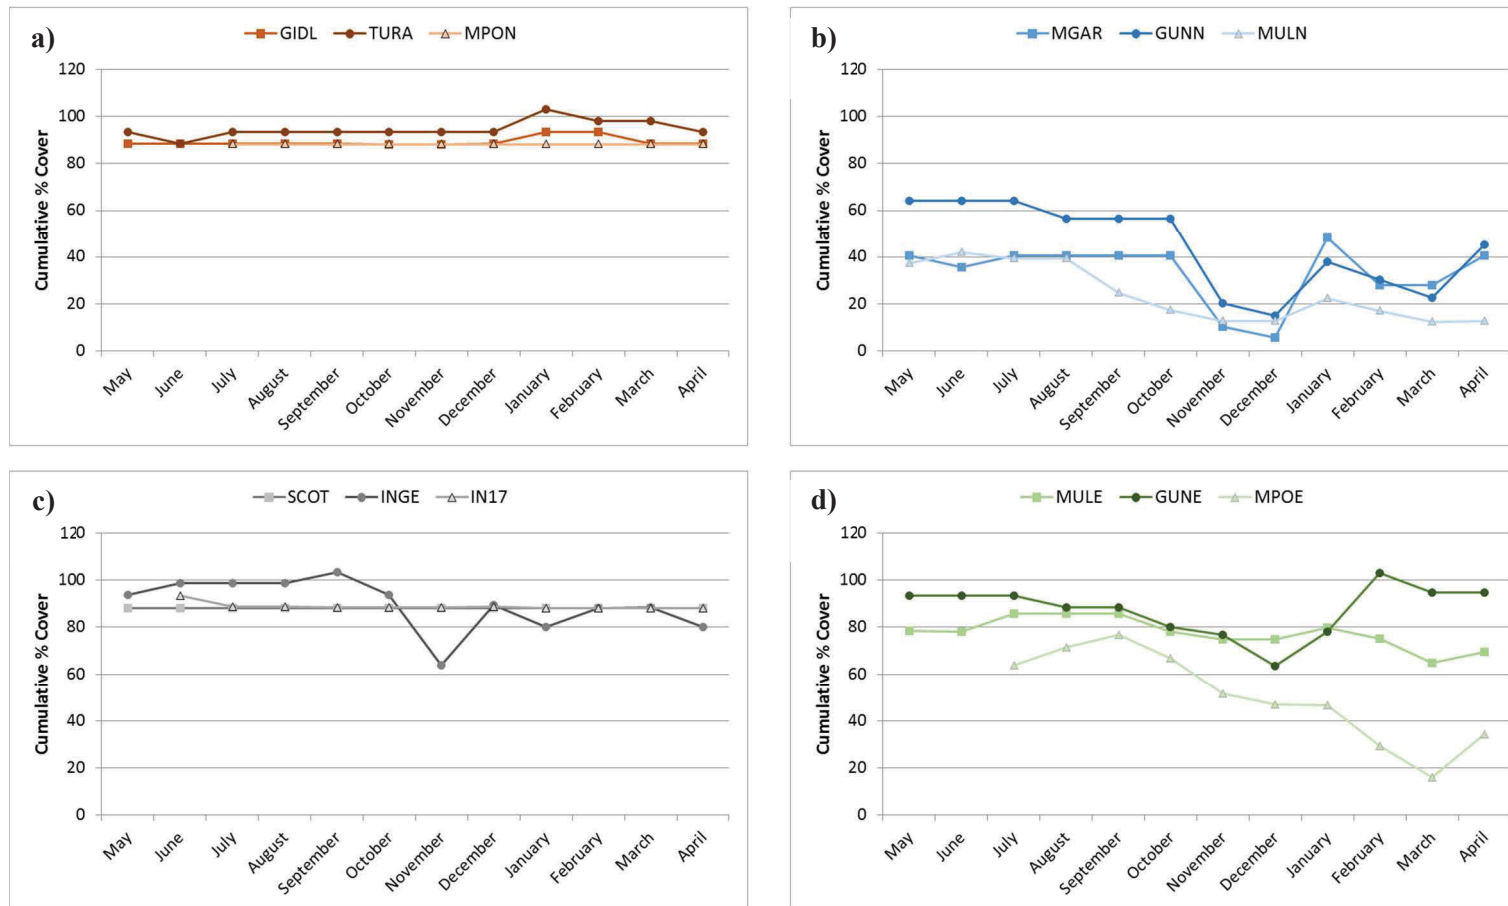 a)
GIDL TURA MPON
Cumulative % Cover
120
100
80
60
40
20
0
May June July August September October November December January February March April
b)
MGAR GUNN MULN
Cumulative % Cover
120
100
80
60
40
20
0
May June July August September October November December January February March April
c)
SCOT INGE IN17
Cumulative % Cover
120
100
80
60
40
20
0
May June July August September October November December January February March April
d)
MULE GUNE MPOE
Cumulative % Cover
120
100
80
60
40
20
0
May June July August September October November December January February March April